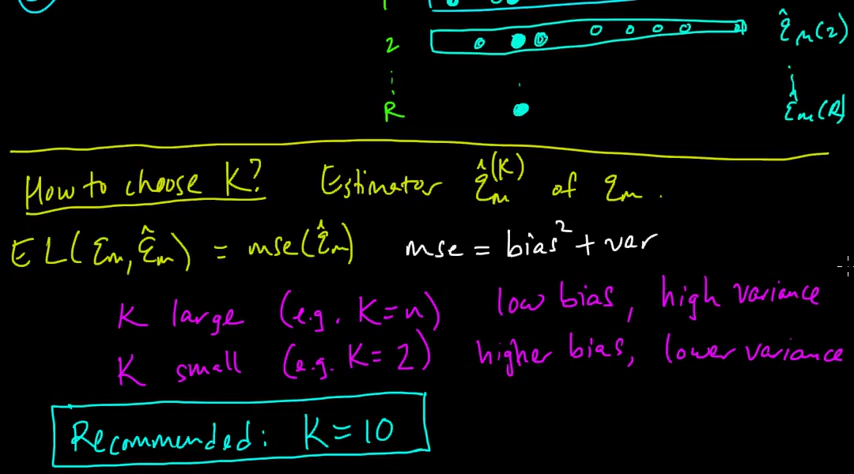 1
2 ε̂m(2)
⋮ ⋮
R ε̂m(R)
How to choose K? Estimator ε̂m^(K) of εm.
E L(εm, ε̂m) = mse(ε̂m) mse = bias² + var
K large (e.g. K=n) low bias, high variance
K small (e.g. K=2) higher bias, lower variance
Recommended: K=10